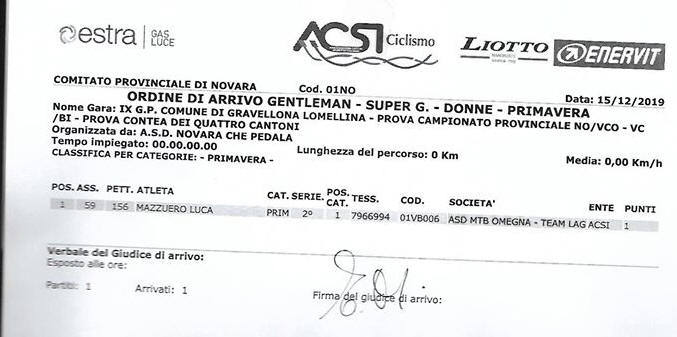 estra GAS LUCE
ACSI Ciclismo
LIOTTO
ENERVIT
COMITATO PROVINCIALE DI NOVARA Cod. 01NO
Data: 15/12/2019
ORDINE DI ARRIVO GENTLEMAN - SUPER G. - DONNE - PRIMAVERA
Nome Gara: IX G.P. COMUNE DI GRAVELLONA LOMELLINA - PROVA CAMPIONATO PROVINCIALE NO/VCO - VC
/BI - PROVA CONTEA DEI QUATTRO CANTONI
Organizzata da: A.S.D. NOVARA CHE PEDALA
Tempo impiegato: 00.00.00.00 Lunghezza del percorso: 0 Km Media: 0,00 Km/h
CLASSIFICA PER CATEGORIE: - PRIMAVERA -
POS. ASS. PETT. ATLETA CAT. SERIE. POS. CAT. TESS. COD. SOCIETA' ENTE PUNTI
1 59 156 MAZZUERO LUCA PRIM 2º 1 7966994 01VB006 ASD MTB OMEGNA - TEAM LAG ACSI 1
Verbale del Giudice di arrivo:
Esposto alle ore:
Partiti: 1 Arrivati: 1 Firma del giudice di arrivo: